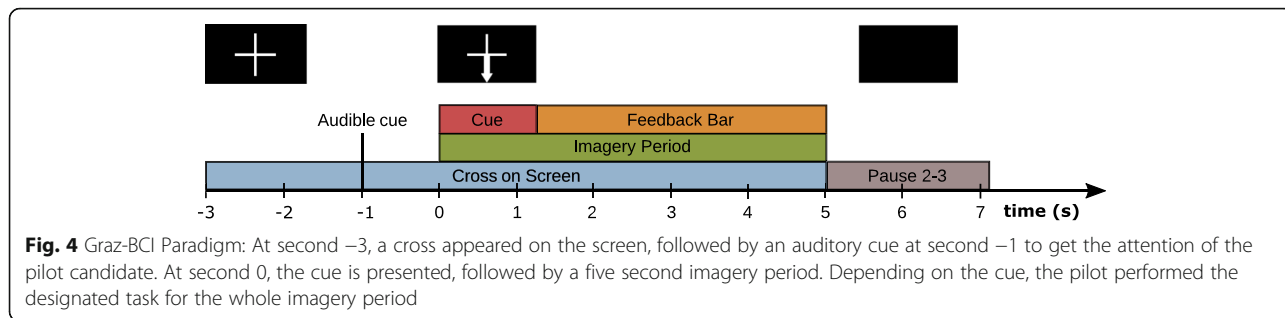 Audible cue
Cue
Feedback Bar
Imagery Period
Cross on Screen
Pause 2-3
-3 -2 -1 0 1 2 3 4 5 6 7 time (s)
Fig. 4 Graz-BCI Paradigm: At second −3, a cross appeared on the screen, followed by an auditory cue at second −1 to get the attention of the
pilot candidate. At second 0, the cue is presented, followed by a five second imagery period. Depending on the cue, the pilot performed the
designated task for the whole imagery period